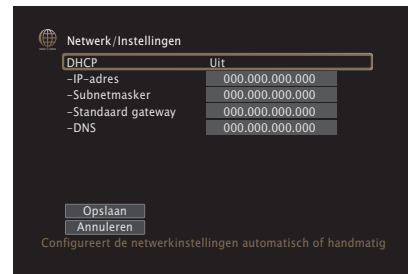 Netwerk/Instellingen
DHCP Uit
-IP-adres 000.000.000.000
-Subnetmasker 000.000.000.000
-Standaard gateway 000.000.000.000
-DNS 000.000.000.000
Opslaan
Annuleren
Configureert de netwerkinstellingen automatisch of handmatig